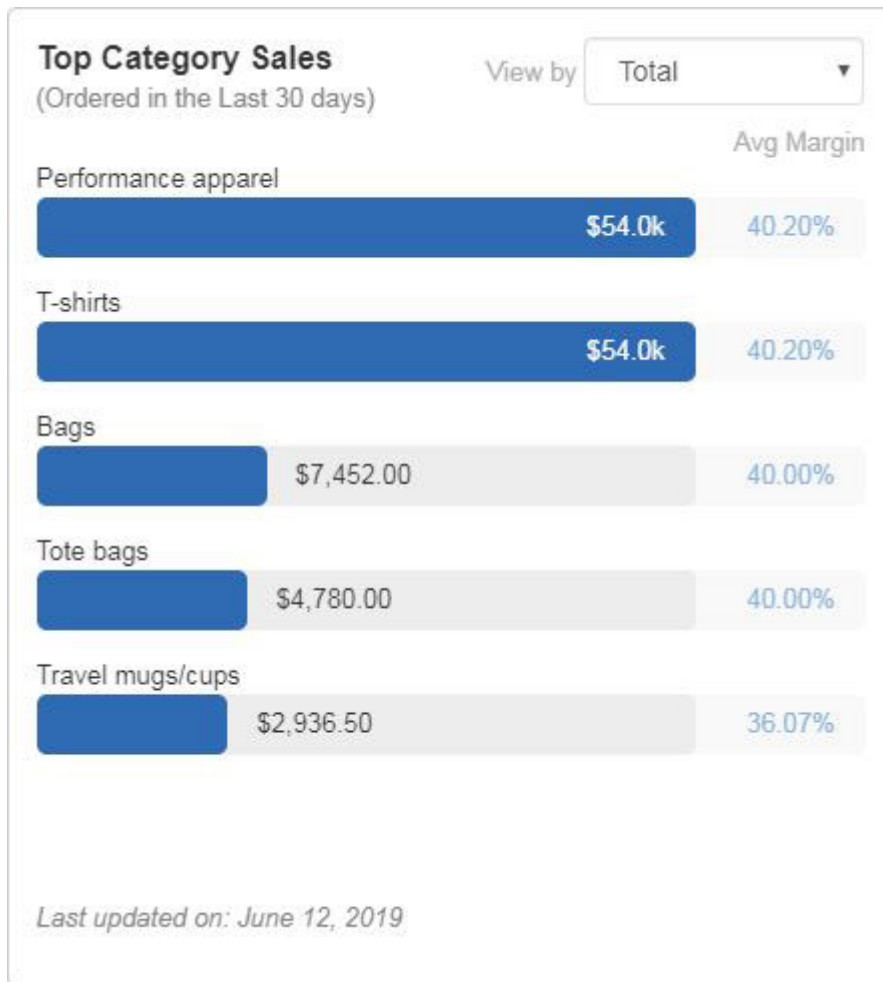 Top Category Sales
View by Total
(Ordered in the Last 30 days)
Avg Margin
Performance apparel
$54.0k 40.20%
T-shirts
$54.0k 40.20%
Bags
$7,452.00 40.00%
Tote bags
$4,780.00 40.00%
Travel mugs/cups
$2,936.50 36.07%
Last updated on: June 12, 2019